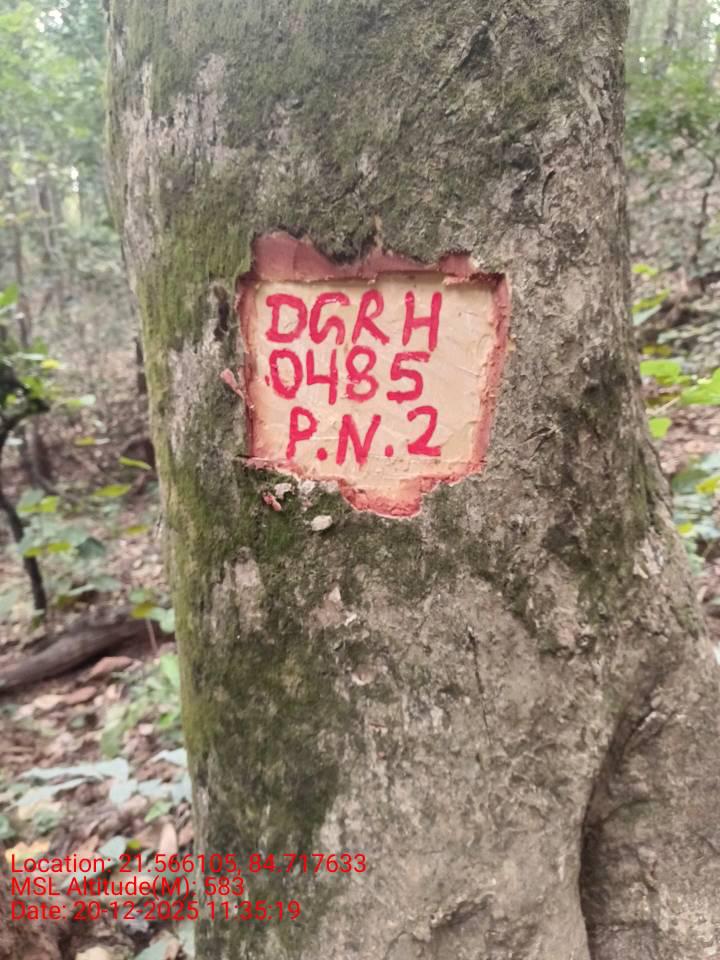 DGRH
0485
P.N.2
Location: 21.566105, 84.717633
MSL Altitude(M): 583
Date: 20-12-2025 11:35:19